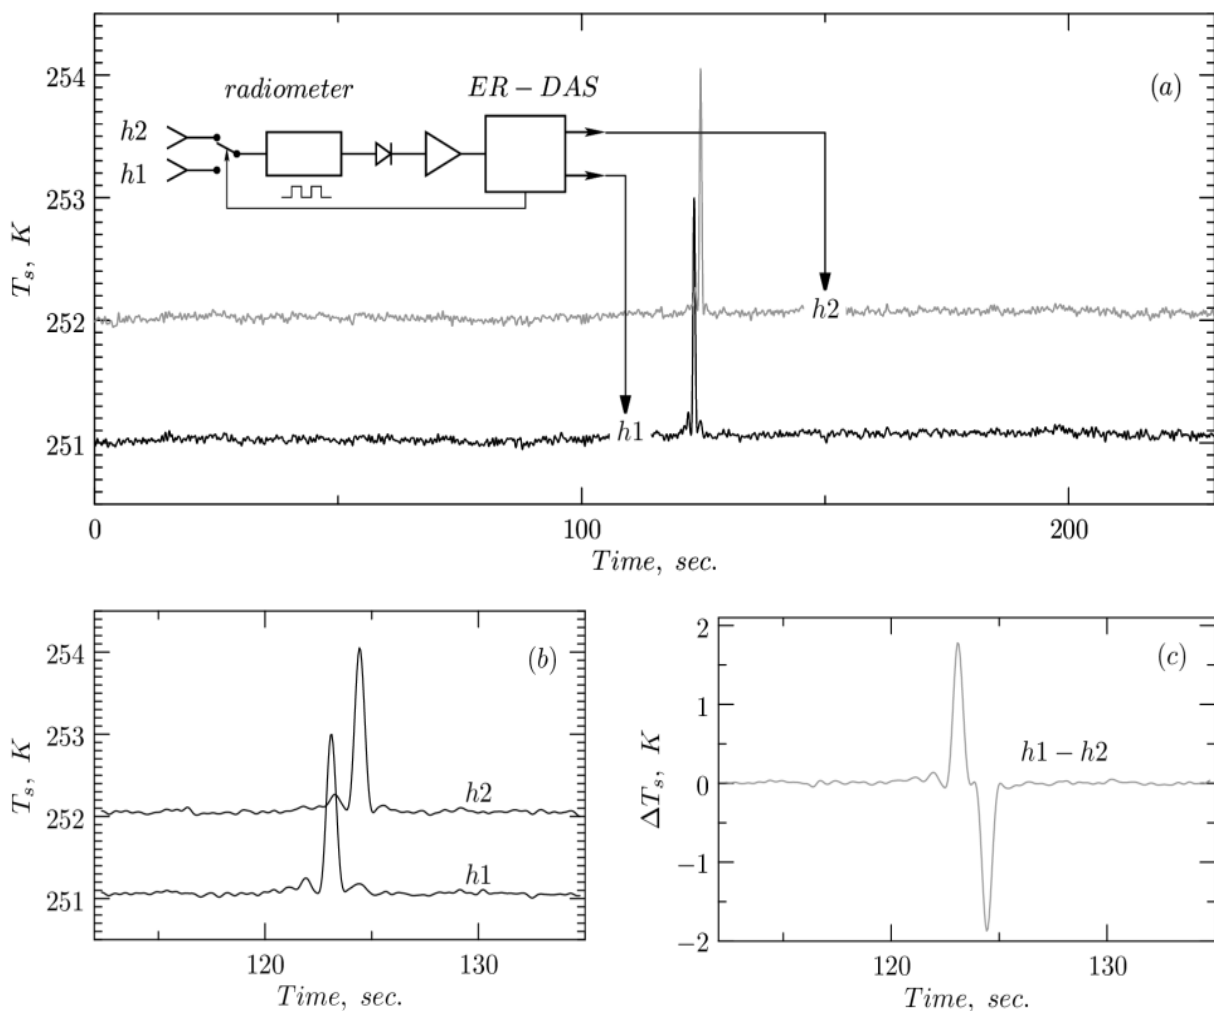 radiometer
ER − DAS
(a)
h2
h1
254
253
252
251
T_s, K
h2
h1
0
100
200
Time, sec.
(b)
254
253
252
251
T_s, K
h2
h1
120
130
Time, sec.
(c)
2
1
0
−1
−2
ΔT_s, K
h1 − h2
120
130
Time, sec.